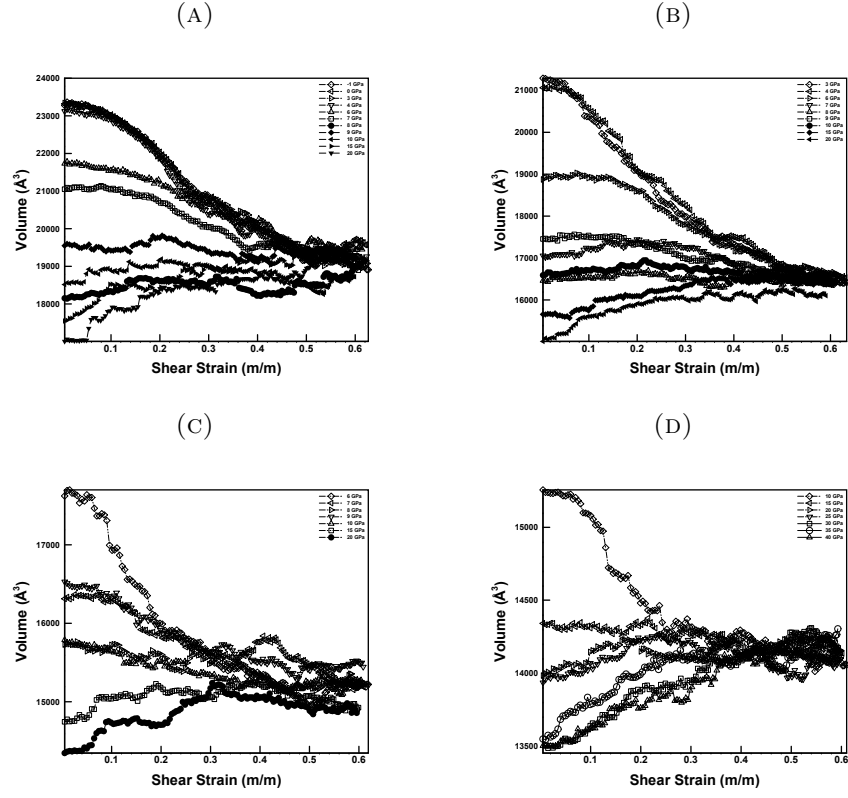 (A)
24000
23000
22000
21000
20000
19000
18000
Volume (Å³)
0.1 0.2 0.3 0.4 0.5 0.6
Shear Strain (m/m)
-1 GPa
0 GPa
3 GPa
4 GPa
6 GPa
7 GPa
8 GPa
9 GPa
10 GPa
15 GPa
20 GPa
(B)
21000
20000
19000
18000
17000
16000
Volume (Å³)
0.1 0.2 0.3 0.4 0.5 0.6
Shear Strain (m/m)
3 GPa
4 GPa
6 GPa
7 GPa
8 GPa
9 GPa
10 GPa
15 GPa
20 GPa
(C)
17000
16000
15000
Volume (Å³)
0.1 0.2 0.3 0.4 0.5 0.6
Shear Strain (m/m)
6 GPa
7 GPa
8 GPa
9 GPa
10 GPa
15 GPa
20 GPa
(D)
15000
14500
14000
13500
Volume (Å³)
0.1 0.2 0.3 0.4 0.5 0.6
Shear Strain (m/m)
10 GPa
15 GPa
20 GPa
25 GPa
30 GPa
35 GPa
40 GPa